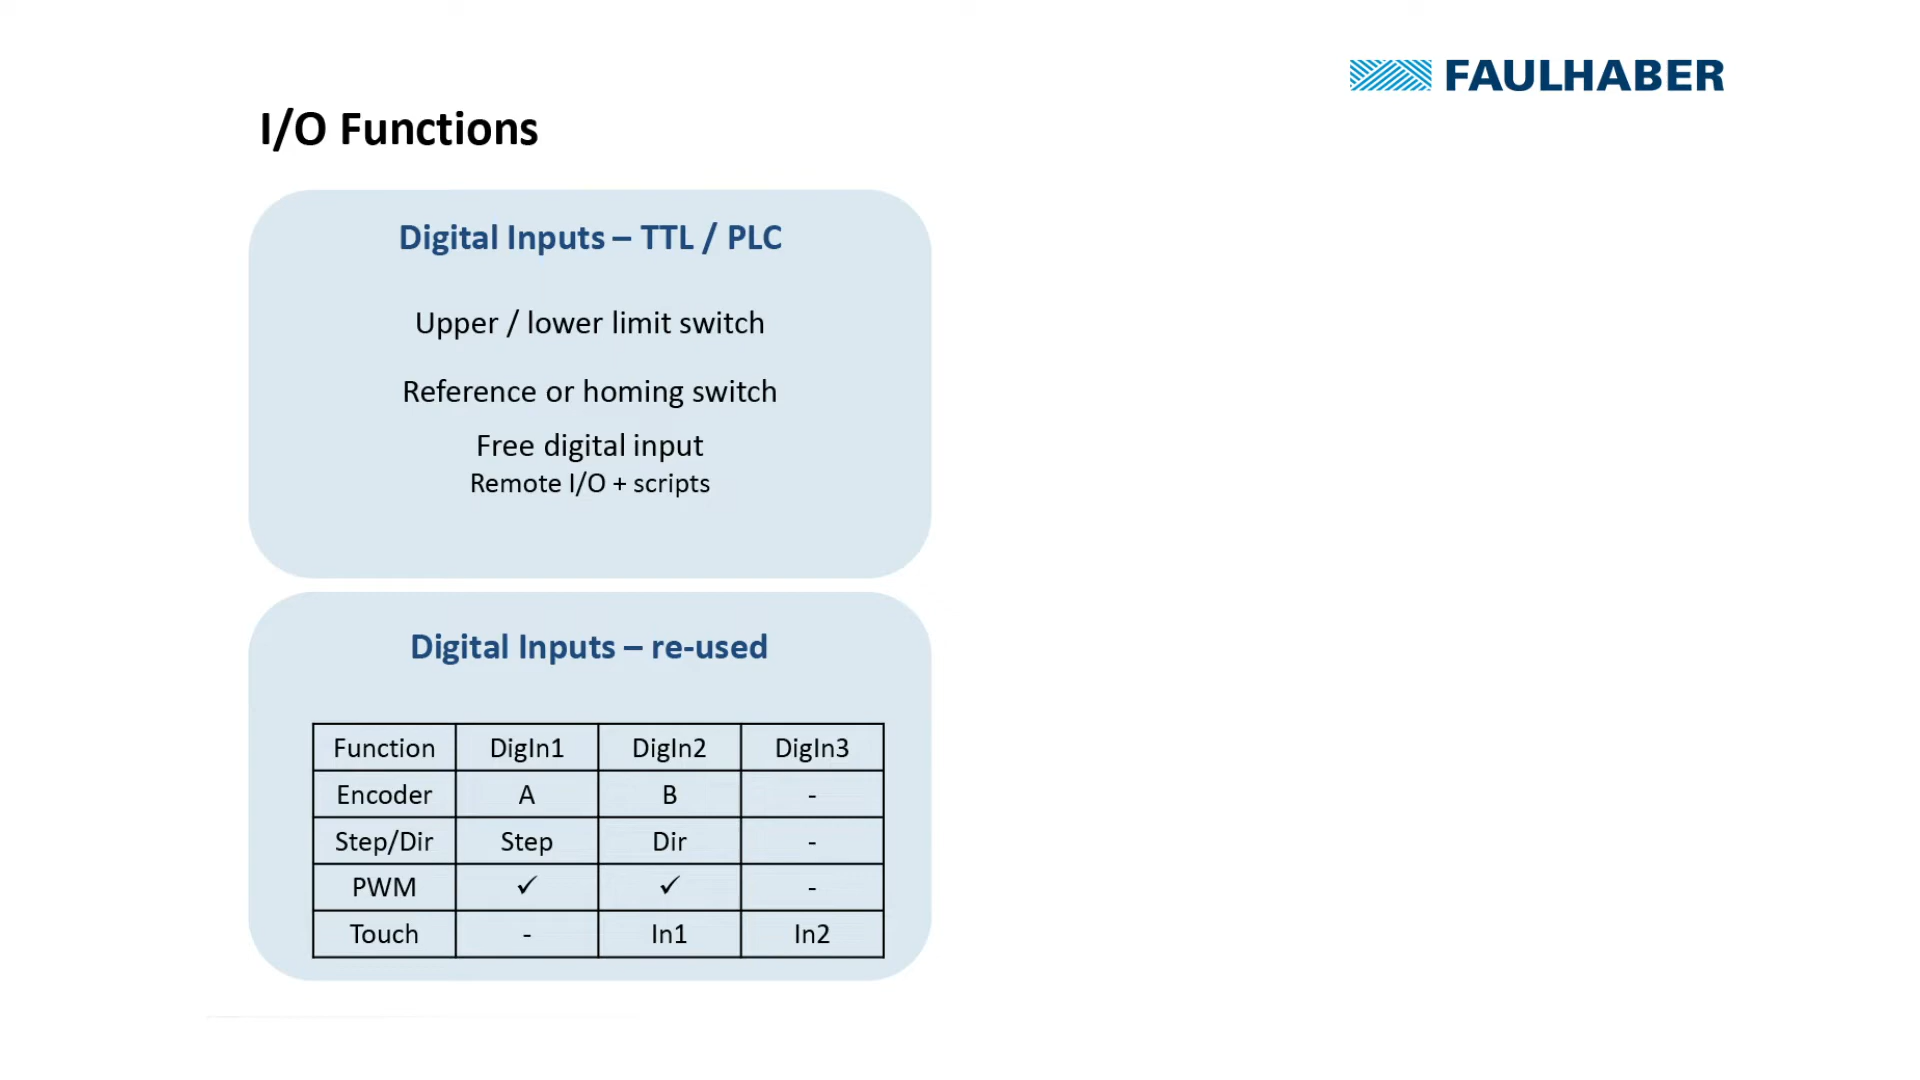 FAULHABER
I/O Functions
Digital Inputs – TTL / PLC
Upper / lower limit switch
Reference or homing switch
Free digital input
Remote I/O + scripts
Digital Inputs – re-used
Function DigIn1 DigIn2 DigIn3
Encoder A B -
Step/Dir Step Dir -
PWM ✓ ✓ -
Touch - In1 In2